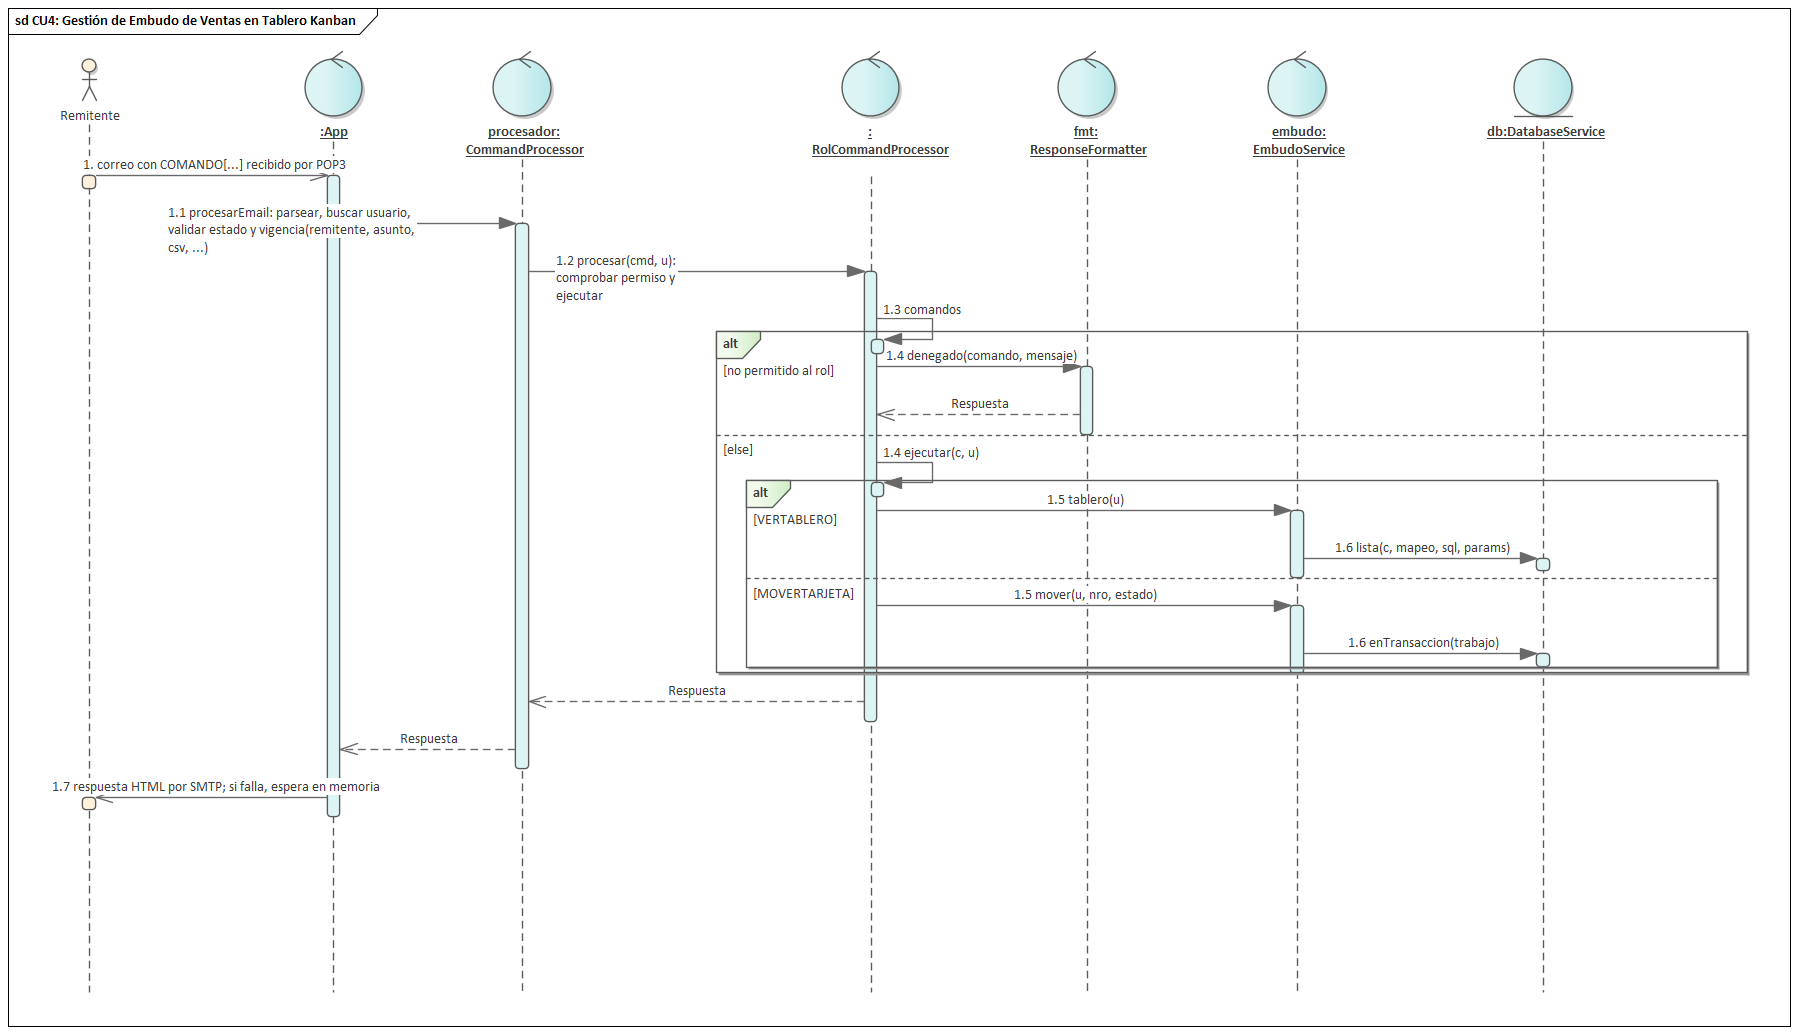 sd CU4: Gestión de Embudo de Ventas en Tablero Kanban
Remitente
:App
procesador:
CommandProcessor
:
RolCommandProcessor
fmt:
ResponseFormatter
embudo:
EmbudoService
db:DatabaseService
1. correo con COMANDO[...] recibido por POP3
1.1 procesarEmail: parsear, buscar usuario,
validar estado y vigencia(remitente, asunto,
csv, ...)
1.2 procesar(cmd, u):
comprobar permiso y
ejecutar
1.3 comandos
alt
1.4 denegado(comando, mensaje)
[no permitido al rol]
Respuesta
[else]
1.4 ejecutar(c, u)
alt
1.5 tablero(u)
[VERTABLERO]
1.6 lista(c, mapeo, sql, params)
[MOVERTARJETA]
1.5 mover(u, nro, estado)
1.6 enTransaccion(trabajo)
Respuesta
Respuesta
1.7 respuesta HTML por SMTP; si falla, espera en memoria